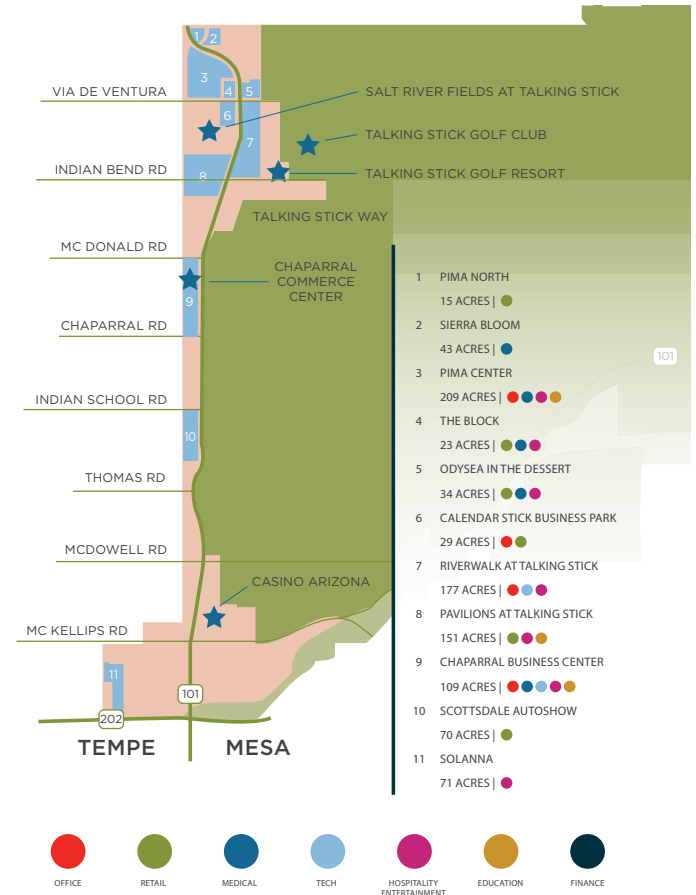 1
2
3
4
5
6
7
8
9
10
11
VIA DE VENTURA
SALT RIVER FIELDS AT TALKING STICK
TALKING STICK GOLF CLUB
INDIAN BEND RD
TALKING STICK GOLF RESORT
TALKING STICK WAY
MC DONALD RD
CHAPARRAL
COMMERCE
CENTER
CHAPARRAL RD
INDIAN SCHOOL RD
THOMAS RD
MCDOWELL RD
CASINO ARIZONA
MC KELLIPS RD
101
202
TEMPE
MESA
101
1 PIMA NORTH
15 ACRES |
2 SIERRA BLOOM
43 ACRES |
3 PIMA CENTER
209 ACRES |
4 THE BLOCK
23 ACRES |
5 ODYSEA IN THE DESSERT
34 ACRES |
6 CALENDAR STICK BUSINESS PARK
29 ACRES |
7 RIVERWALK AT TALKING STICK
177 ACRES |
8 PAVILIONS AT TALKING STICK
151 ACRES |
9 CHAPARRAL BUSINESS CENTER
109 ACRES |
10 SCOTTSDALE AUTOSHOW
70 ACRES |
11 SOLANNA
71 ACRES |
OFFICE
RETAIL
MEDICAL
TECH
HOSPITALITY
ENTERTAINMENT
EDUCATION
FINANCE